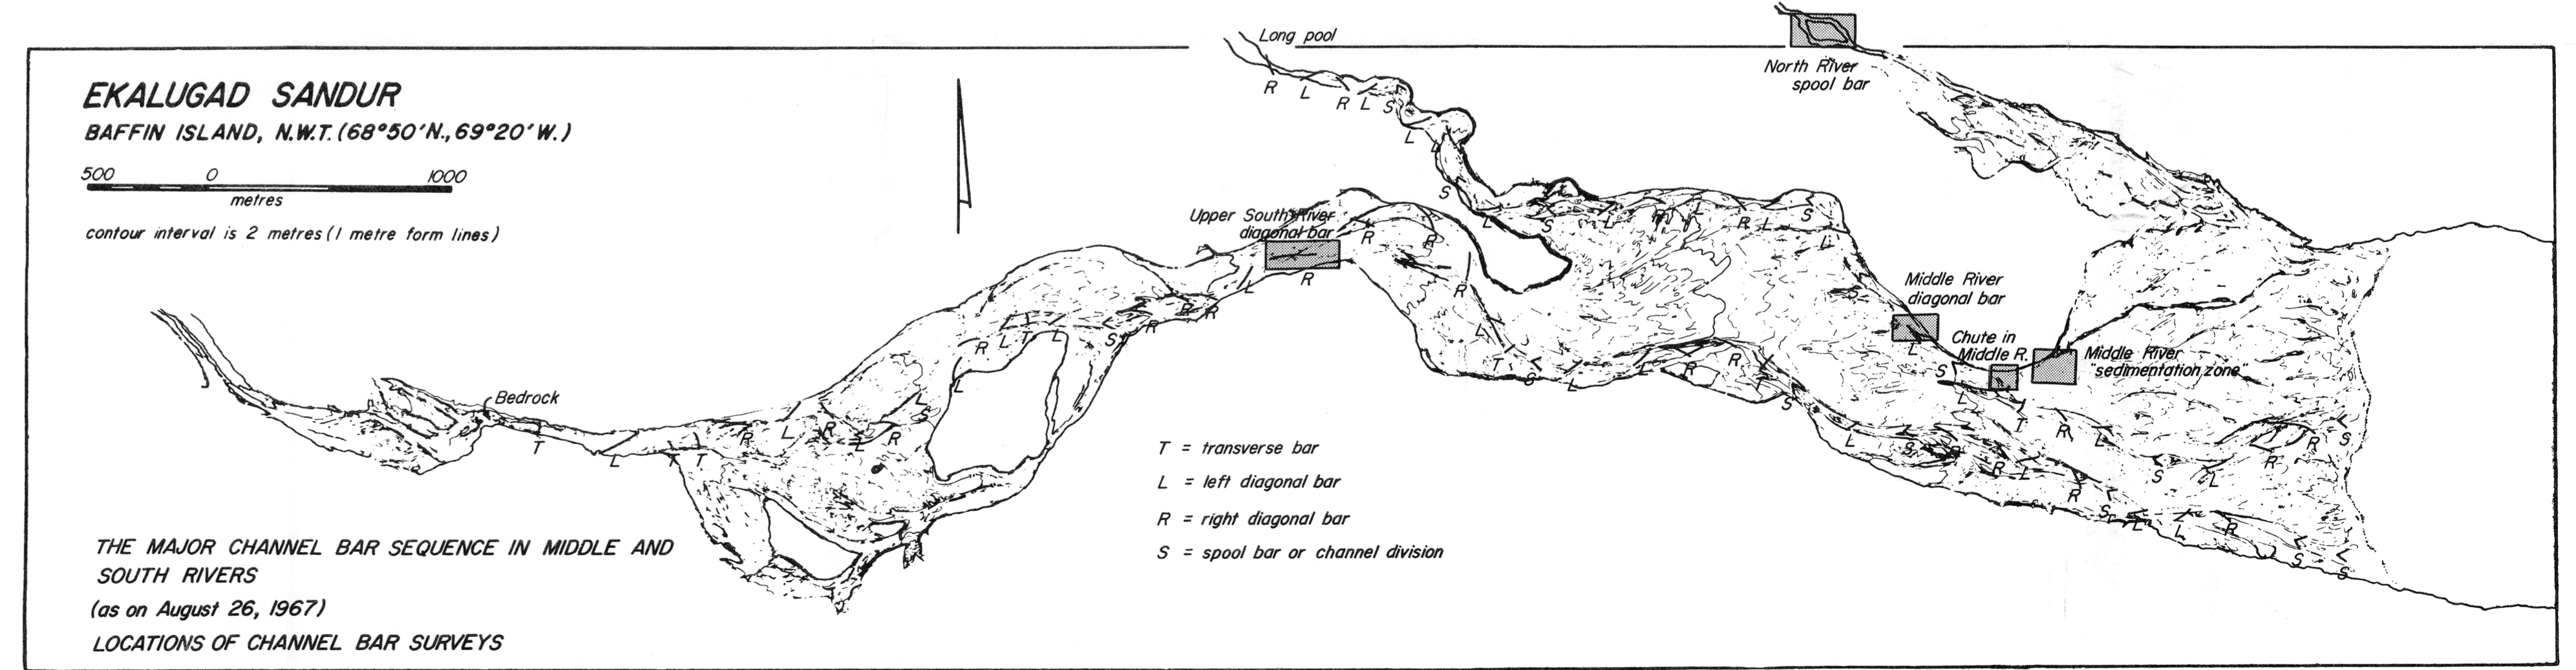 EKALUGAD SANDUR
BAFFIN ISLAND, N.W.T. (68°50'N., 69°20'W.)
500 0 1000
metres
contour interval is 2 metres (1 metre form lines)
Long pool
R L R L S
L
L
S
L S L R R L S
L
North River
spool bar
Upper South River
diagonal bar
R R
R
R
L
L
T S L L R R
T
S
Middle River
diagonal bar
L
Chute in
Middle R.
Middle River
"sedimentation zone"
S
S
L
T R L
R R S
S L
L S R
R L
R
S L L R
S S
Bedrock
T L T T R L R L R
L S
L
R L T L S
R R R
L
T = transverse bar
L = left diagonal bar
R = right diagonal bar
S = spool bar or channel division
THE MAJOR CHANNEL BAR SEQUENCE IN MIDDLE AND
SOUTH RIVERS
(as on August 26, 1967)
LOCATIONS OF CHANNEL BAR SURVEYS